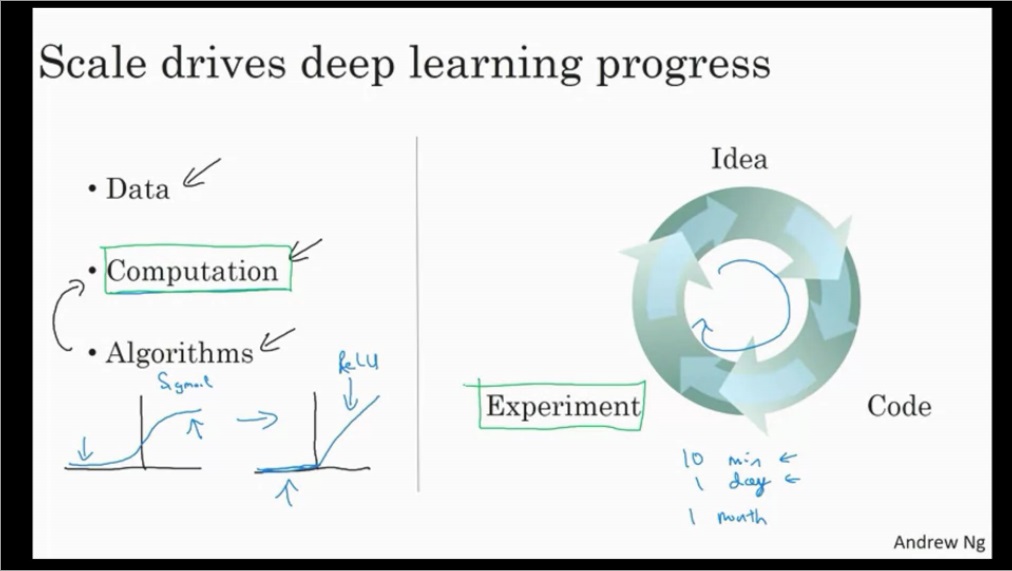 Scale drives deep learning progress
• Data
• Computation
• Algorithms
Sigmoid
ReLU
Idea
Experiment
Code
10 min ←
1 day ←
1 month
Andrew Ng